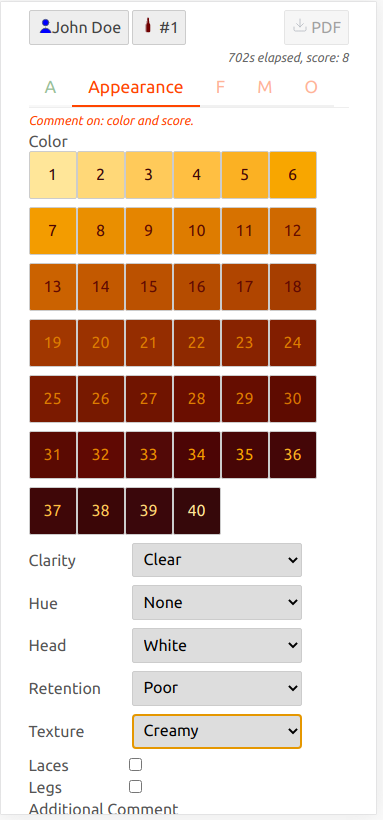 John Doe #1 PDF
702s elapsed, score: 8
A Appearance F M O
Comment on: color and score.
Color
1 2 3 4 5 6
7 8 9 10 11 12
13 14 15 16 17 18
19 20 21 22 23 24
25 26 27 28 29 30
31 32 33 34 35 36
37 38 39 40
Clarity Clear
Hue None
Head White
Retention Poor
Texture Creamy
Laces
Legs
Additional Comment